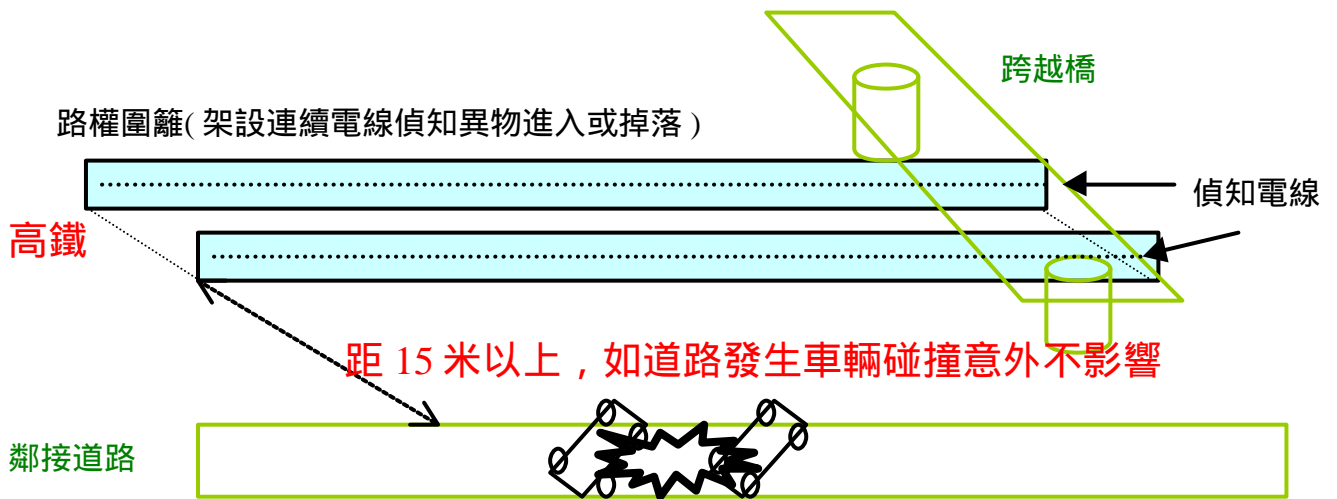 跨越橋
路權圍籬( 架設連續電線偵知異物進入或掉落 )
偵知電線
高鐵
距 15 米以上，如道路發生車輛碰撞意外不影響
鄰接道路